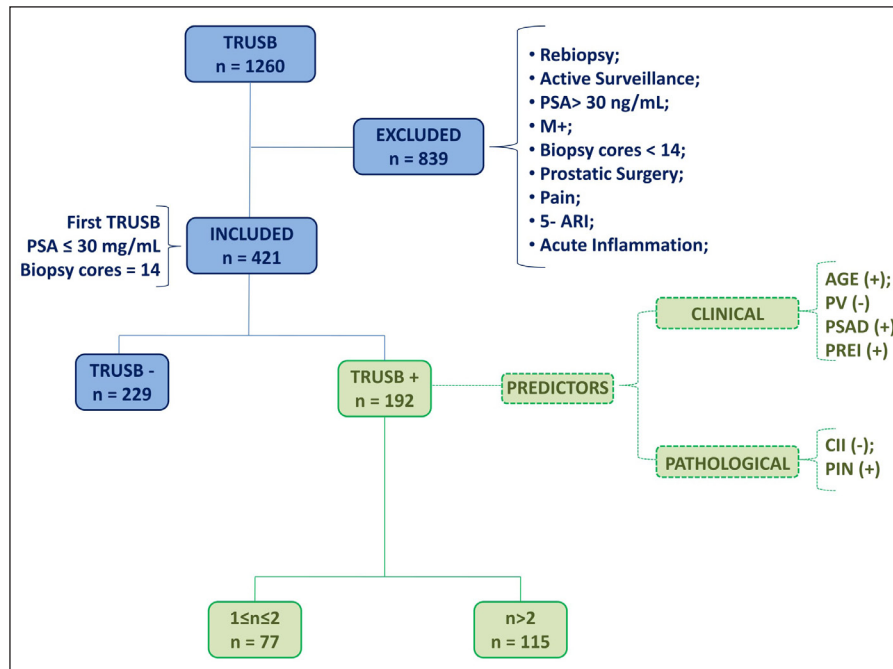 TRUSB
n = 1260
EXCLUDED
n = 839
• Rebiopsy;
• Active Surveillance;
• PSA> 30 ng/mL;
• M+;
• Biopsy cores < 14;
• Prostatic Surgery;
• Pain;
• 5- ARI;
• Acute Inflammation;
First TRUSB
PSA ≤ 30 mg/mL
Biopsy cores = 14
INCLUDED
n = 421
TRUSB -
n = 229
TRUSB +
n = 192
PREDICTORS
CLINICAL
AGE (+);
PV (-)
PSAD (+)
PREI (+)
PATHOLOGICAL
CII (-);
PIN (+)
1≤n≤2
n = 77
n>2
n = 115